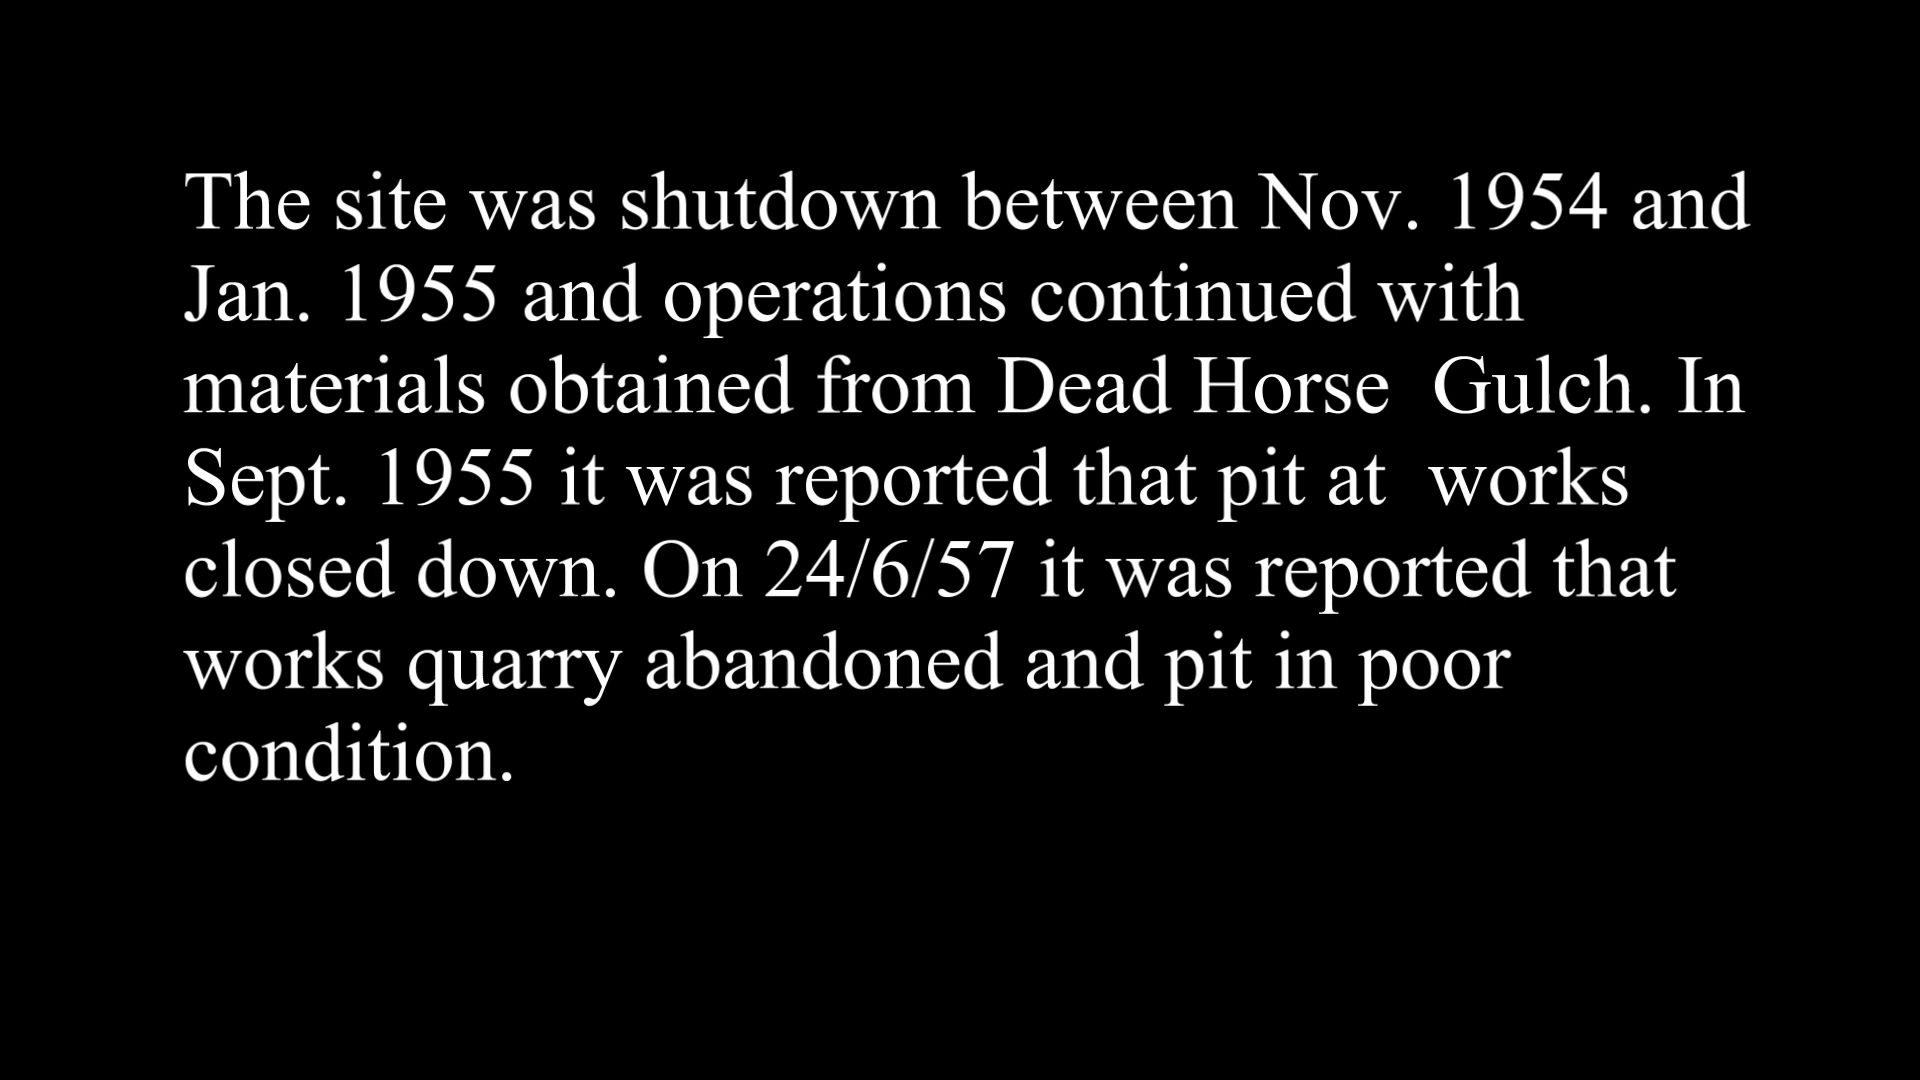 The site was shutdown between Nov. 1954 and
Jan. 1955 and operations continued with
materials obtained from Dead Horse  Gulch. In
Sept. 1955 it was reported that pit at  works
closed down. On 24/6/57 it was reported that
works quarry abandoned and pit in poor
condition.